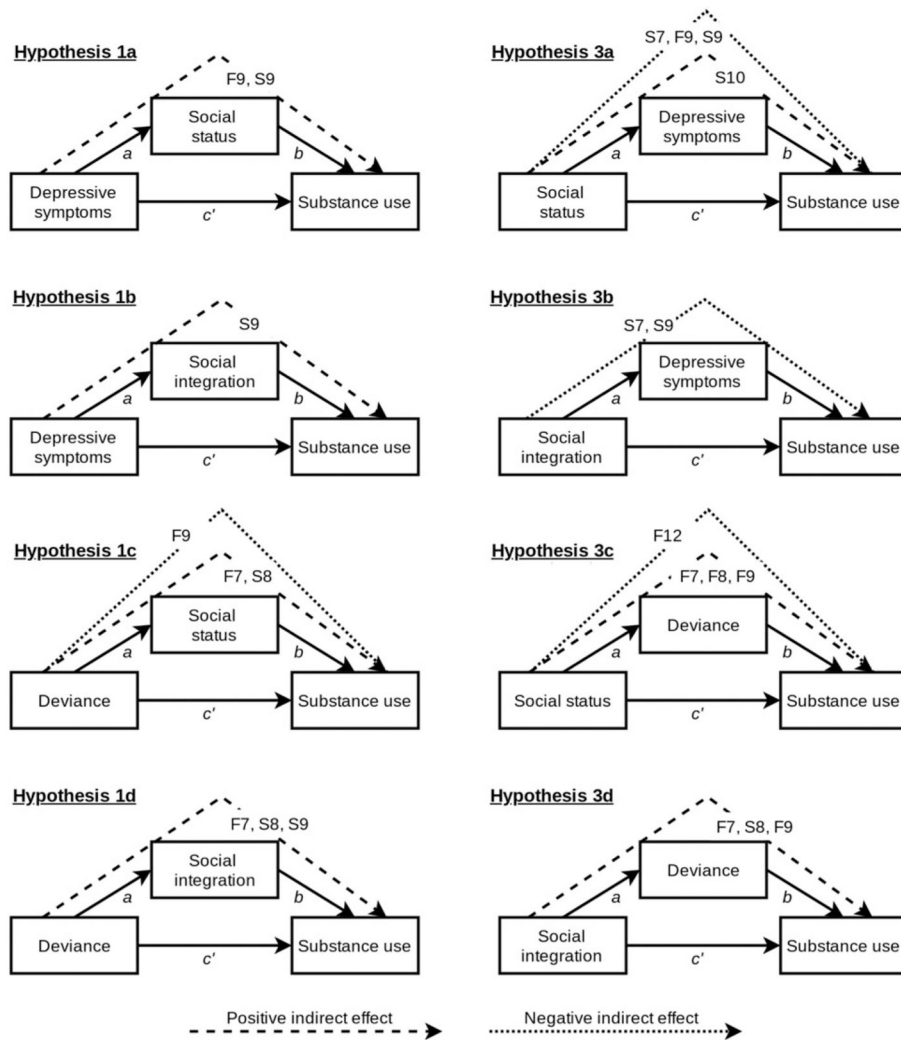 Hypothesis 1a
F9, S9
Social
status
a
b
Depressive
symptoms
c'
Substance use
Hypothesis 3a
S7, F9, S9
S10
Depressive
symptoms
a
b
Social
status
c'
Substance use
Hypothesis 1b
S9
Social
integration
a
b
Depressive
symptoms
c'
Substance use
Hypothesis 3b
S7, S9
Depressive
symptoms
a
b
Social
integration
c'
Substance use
Hypothesis 1c
F9
F7, S8
Social
status
a
b
Deviance
c'
Substance use
Hypothesis 3c
F12
F7, F8, F9
Deviance
a
b
Social status
c'
Substance use
Hypothesis 1d
F7, S8, S9
Social
integration
a
b
Deviance
c'
Substance use
Hypothesis 3d
F7, S8, F9
Deviance
a
b
Social
integration
c'
Substance use
Positive indirect effect
Negative indirect effect